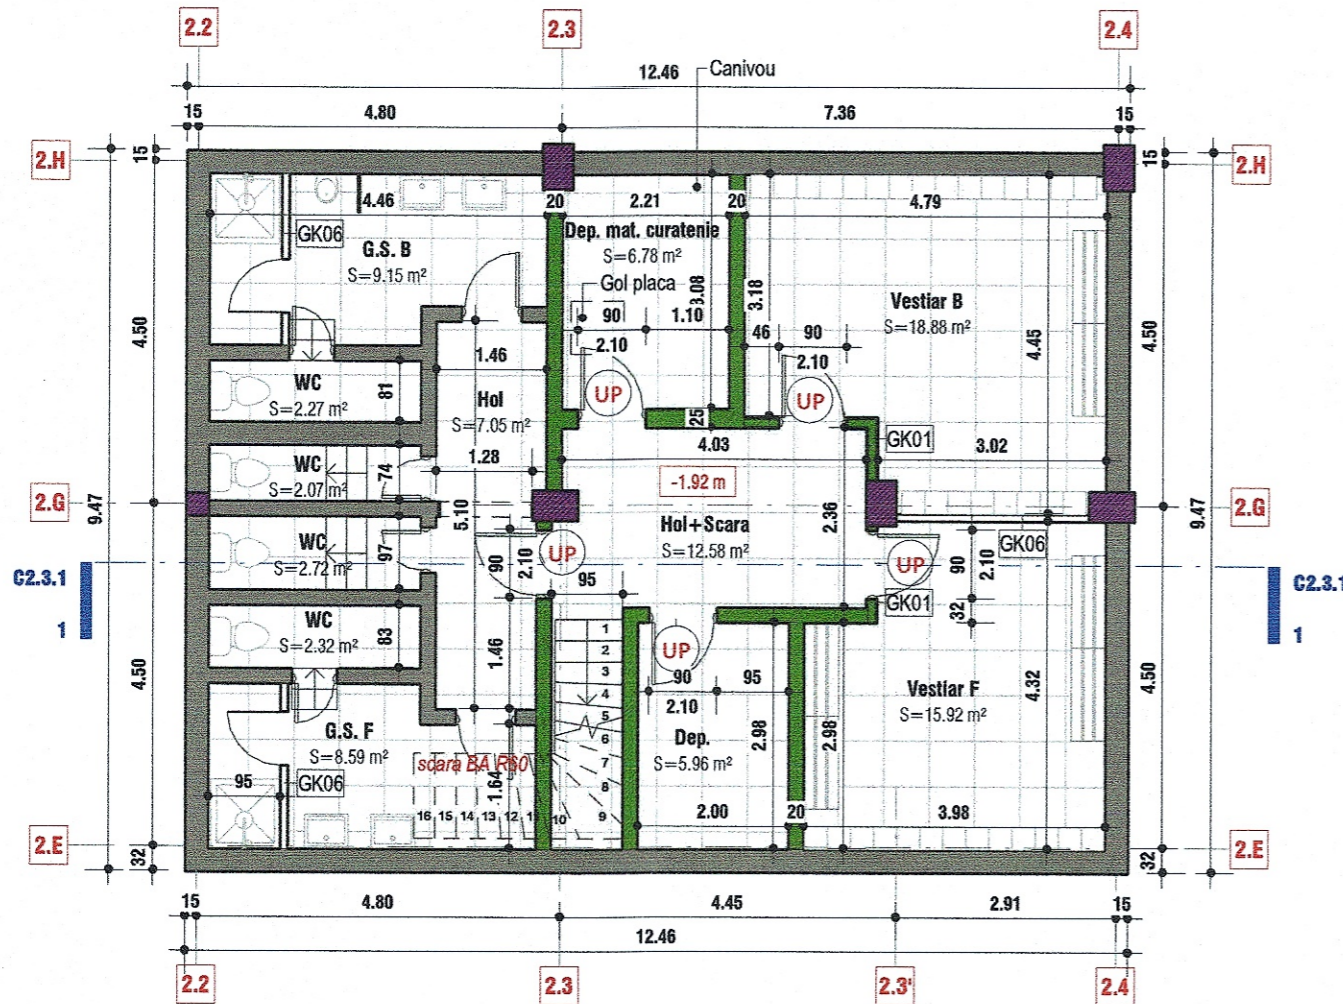 2.2
2.3
2.4
12.46
Canivou
15
4.80
7.36
15
2.H
15
15
2.H
4.46
20
2.21
20
4.79
GK06
G.S. B
S=9.15 m²
Dep. mat. curatenie
S=6.78 m²
Gol placa
3.08
3.18
Vestiar B
S=18.88 m²
4.45
4.50
4.50
90
1.10
2.10
46
90
2.10
1.46
UP
UP
WC
S=2.27 m²
81
Hol
S=7.05 m²
25
4.03
GK01
3.02
WC
S=2.07 m²
74
1.28
-1.92 m
2.G
9.47
5.10
Hol+Scara
S=12.58 m²
2.36
2.G
9.47
WC
S=2.72 m²
97
90
2.10
UP
95
UP
GK06
90
2.10
C2.3.1
1
C2.3.1
1
GK01
32
WC
S=2.32 m²
83
1.46
1
2
3
4
5
6
7
8
9
UP
90
95
2.10
4.50
4.50
Vestiar F
S=15.92 m²
4.32
G.S. F
S=8.59 m²
Dep.
S=5.96 m²
2.98
2.98
scara BA R60
95
GK06
1.64
16 15 14 13 12 11 10
2.00
20
3.98
2.E
32
32
2.E
15
4.80
4.45
2.91
15
12.46
2.2
2.3
2.3'
2.4